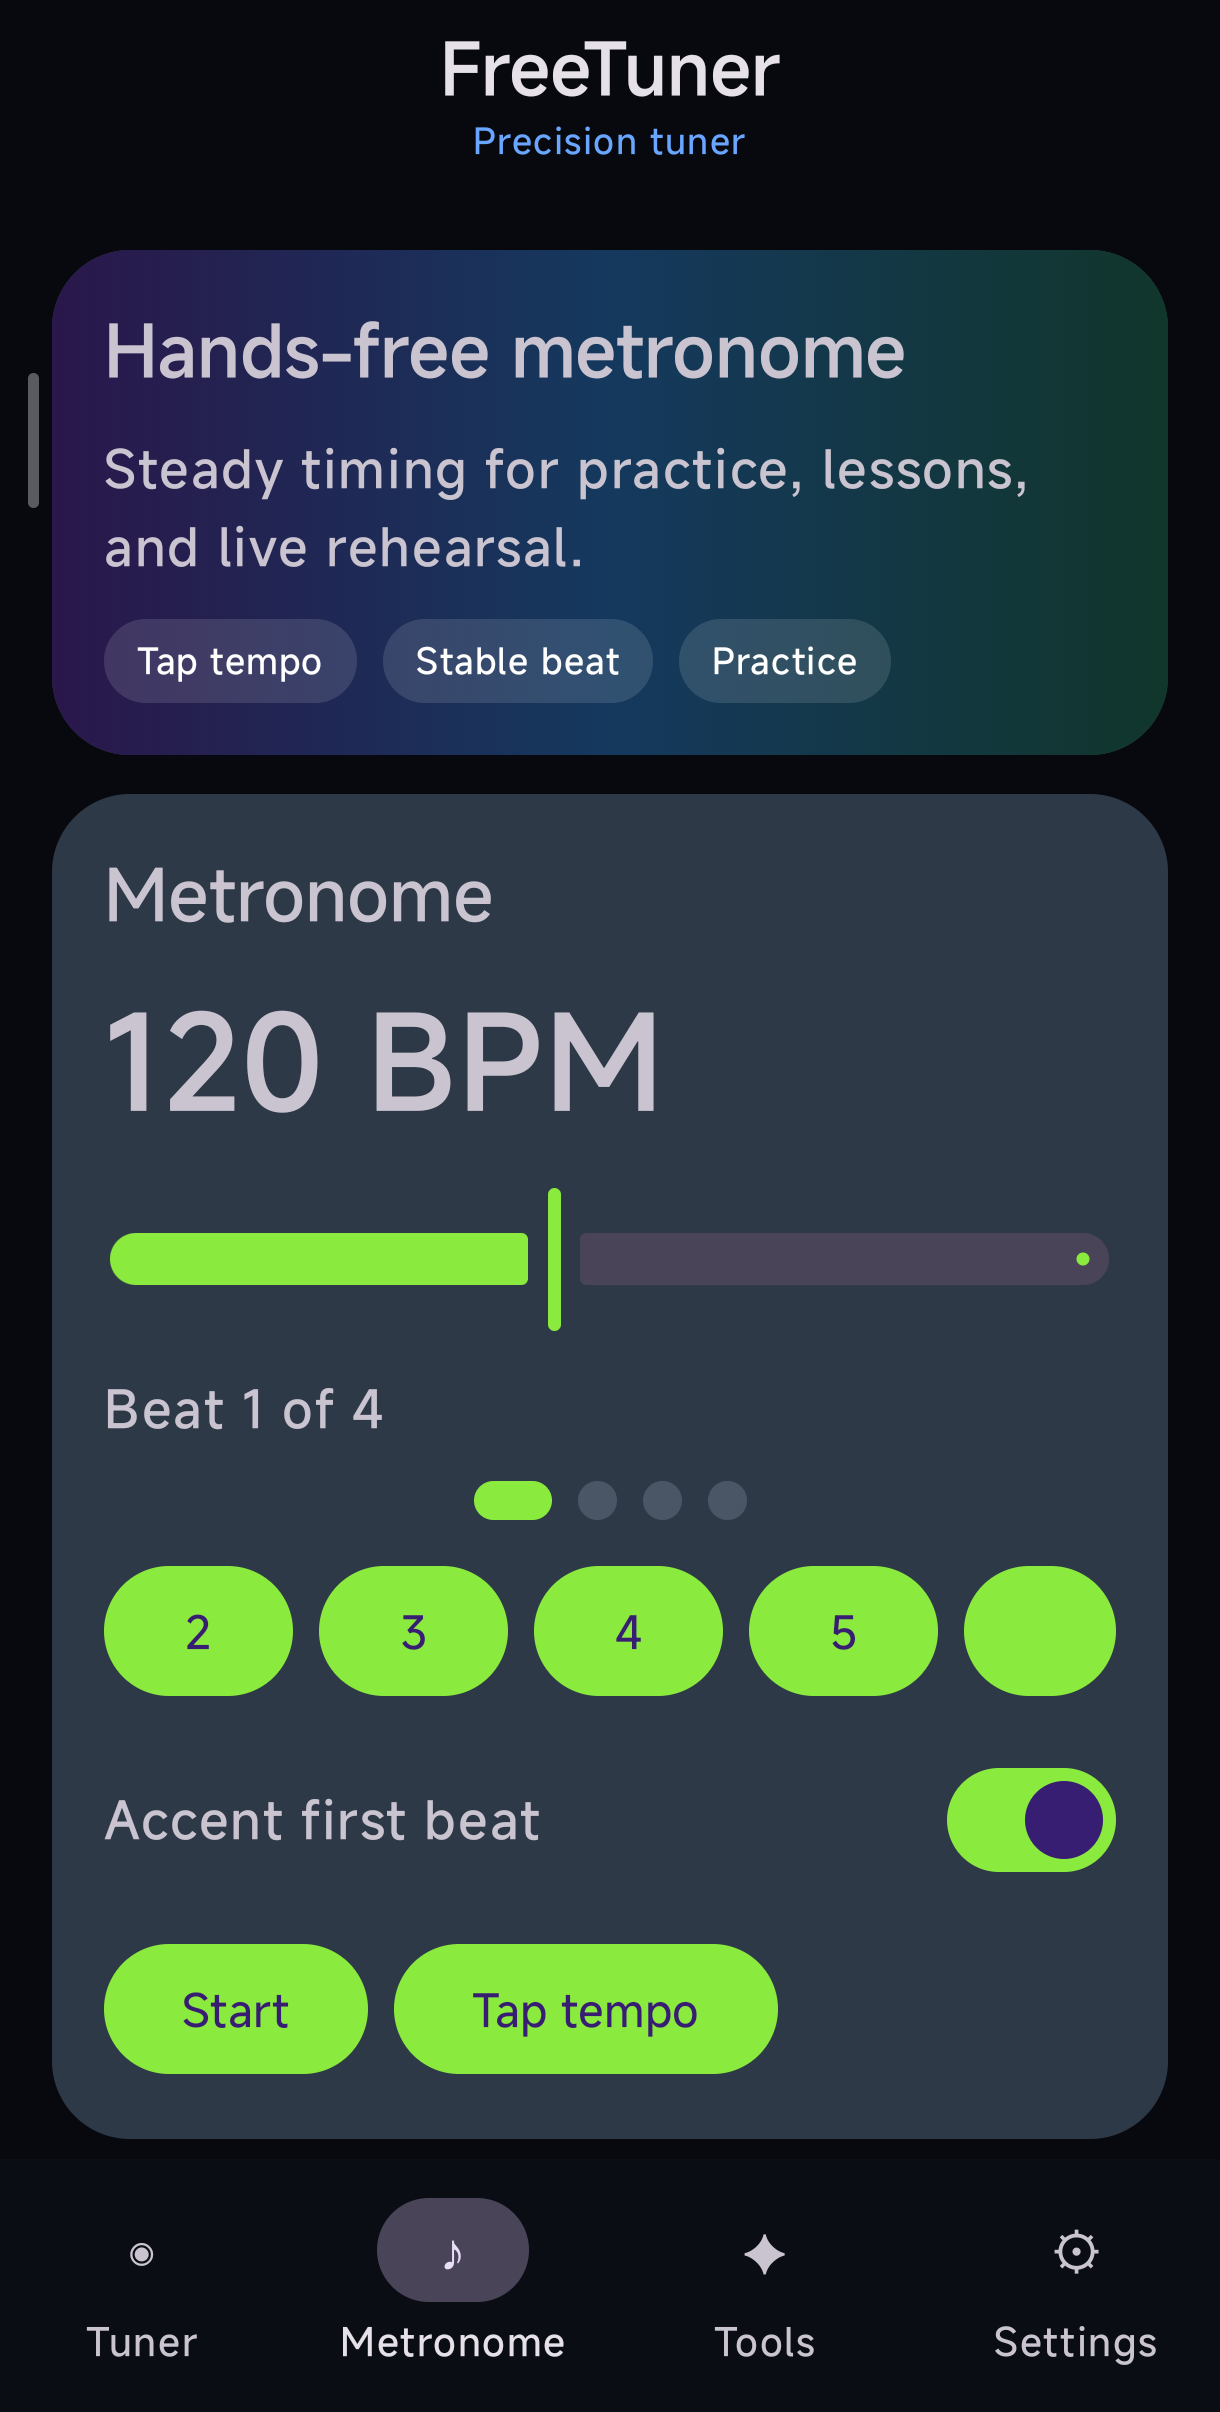 FreeTuner
Precision tuner
Hands-free metronome
Steady timing for practice, lessons,
and live rehearsal.
Tap tempo
Stable beat
Practice
Metronome
120 BPM
Beat 1 of 4
2
3
4
5
Accent first beat
Start
Tap tempo
Tuner
Metronome
Tools
Settings